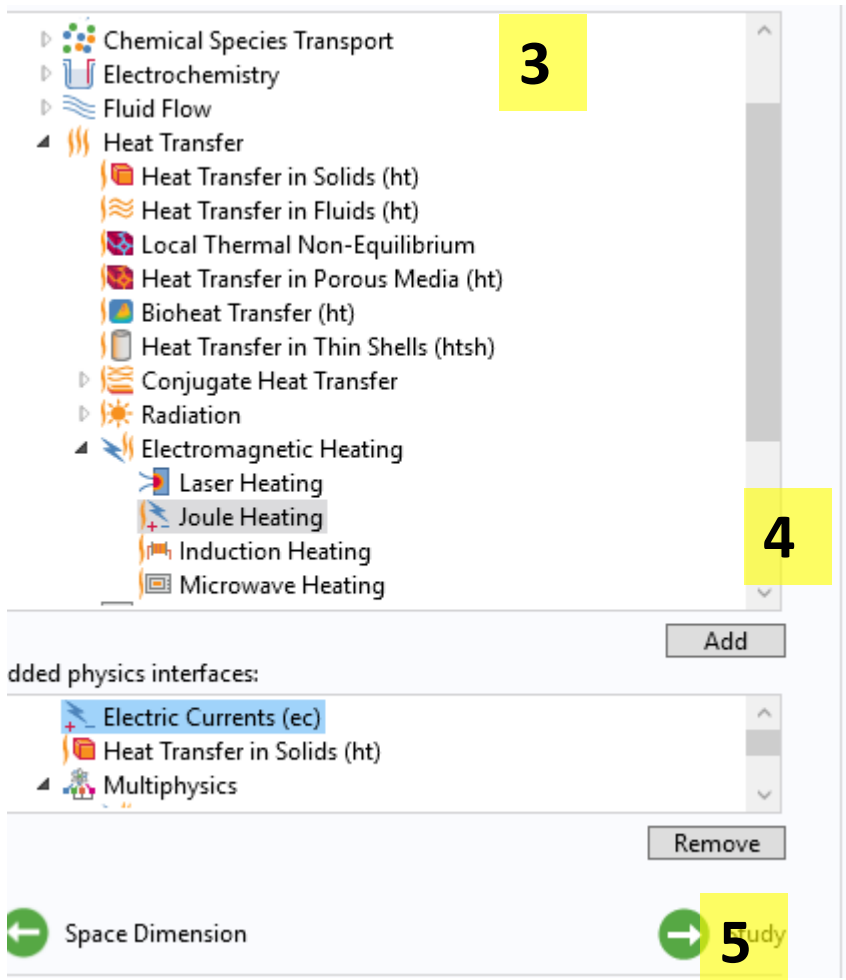 Chemical Species Transport
3
Electrochemistry
Fluid Flow
Heat Transfer
Heat Transfer in Solids (ht)
Heat Transfer in Fluids (ht)
Local Thermal Non-Equilibrium
Heat Transfer in Porous Media (ht)
Bioheat Transfer (ht)
Heat Transfer in Thin Shells (htsh)
Conjugate Heat Transfer
Radiation
Electromagnetic Heating
Laser Heating
Joule Heating
4
Induction Heating
Microwave Heating
Add
dded physics interfaces:
Electric Currents (ec)
Heat Transfer in Solids (ht)
Multiphysics
Remove
Space Dimension
Study
5